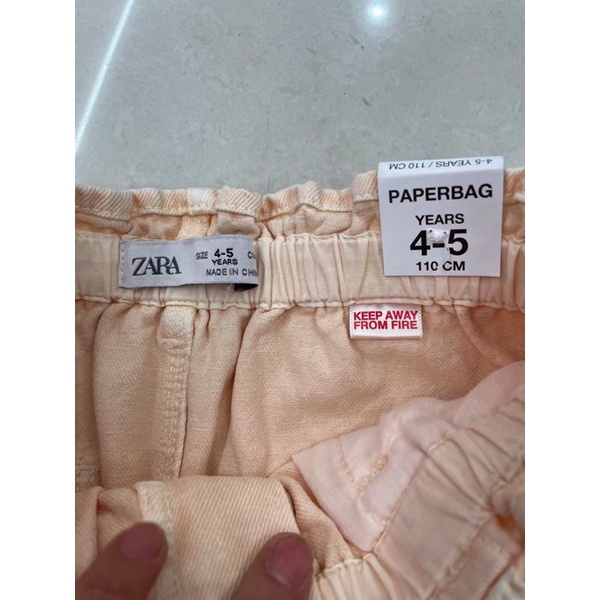 4-5 YEARS / 110 CM
PAPERBAG
YEARS
4-5
110 CM
ZARA
SIZE 4-5
YEARS
MADE IN CHIN
KEEP AWAY
FROM FIRE